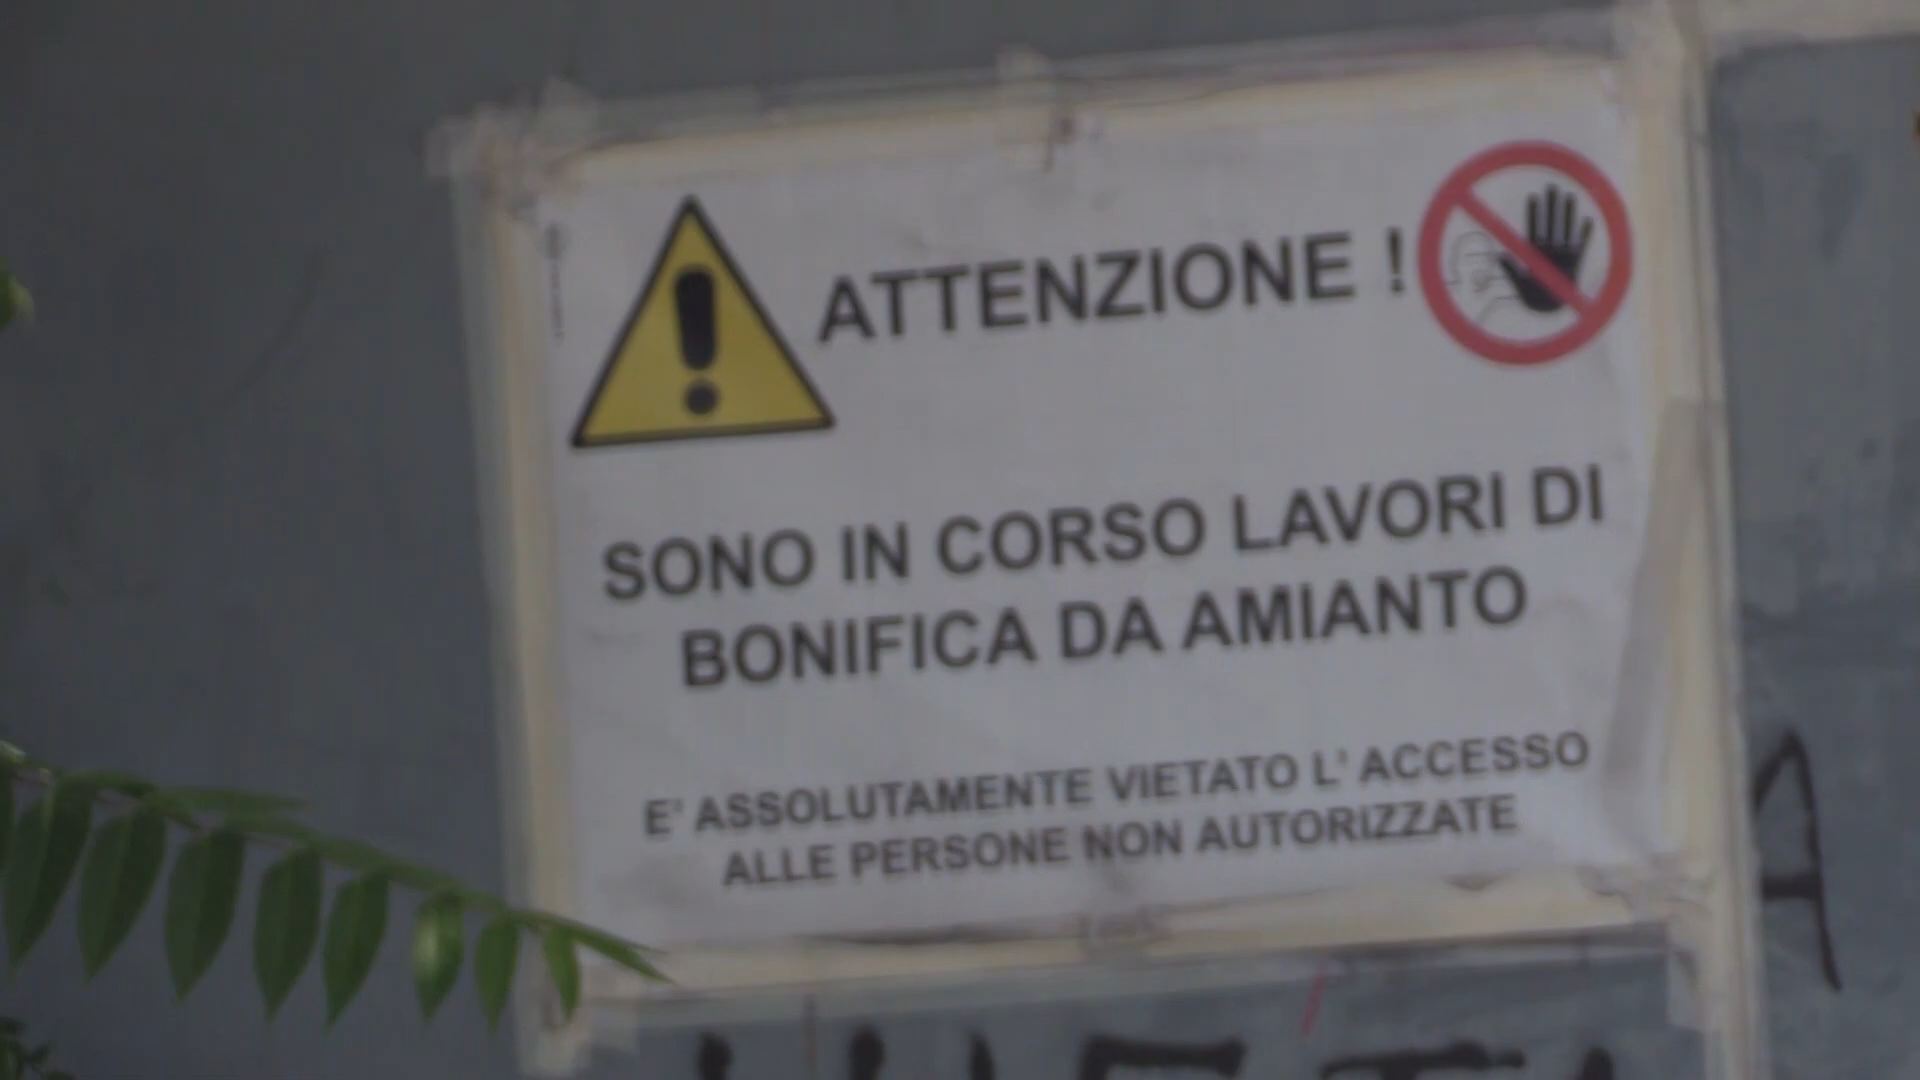 ATTENZIONE !
SONO IN CORSO LAVORI DI
BONIFICA DA AMIANTO
E' ASSOLUTAMENTE VIETATO L' ACCESSO
ALLE PERSONE NON AUTORIZZATE
A